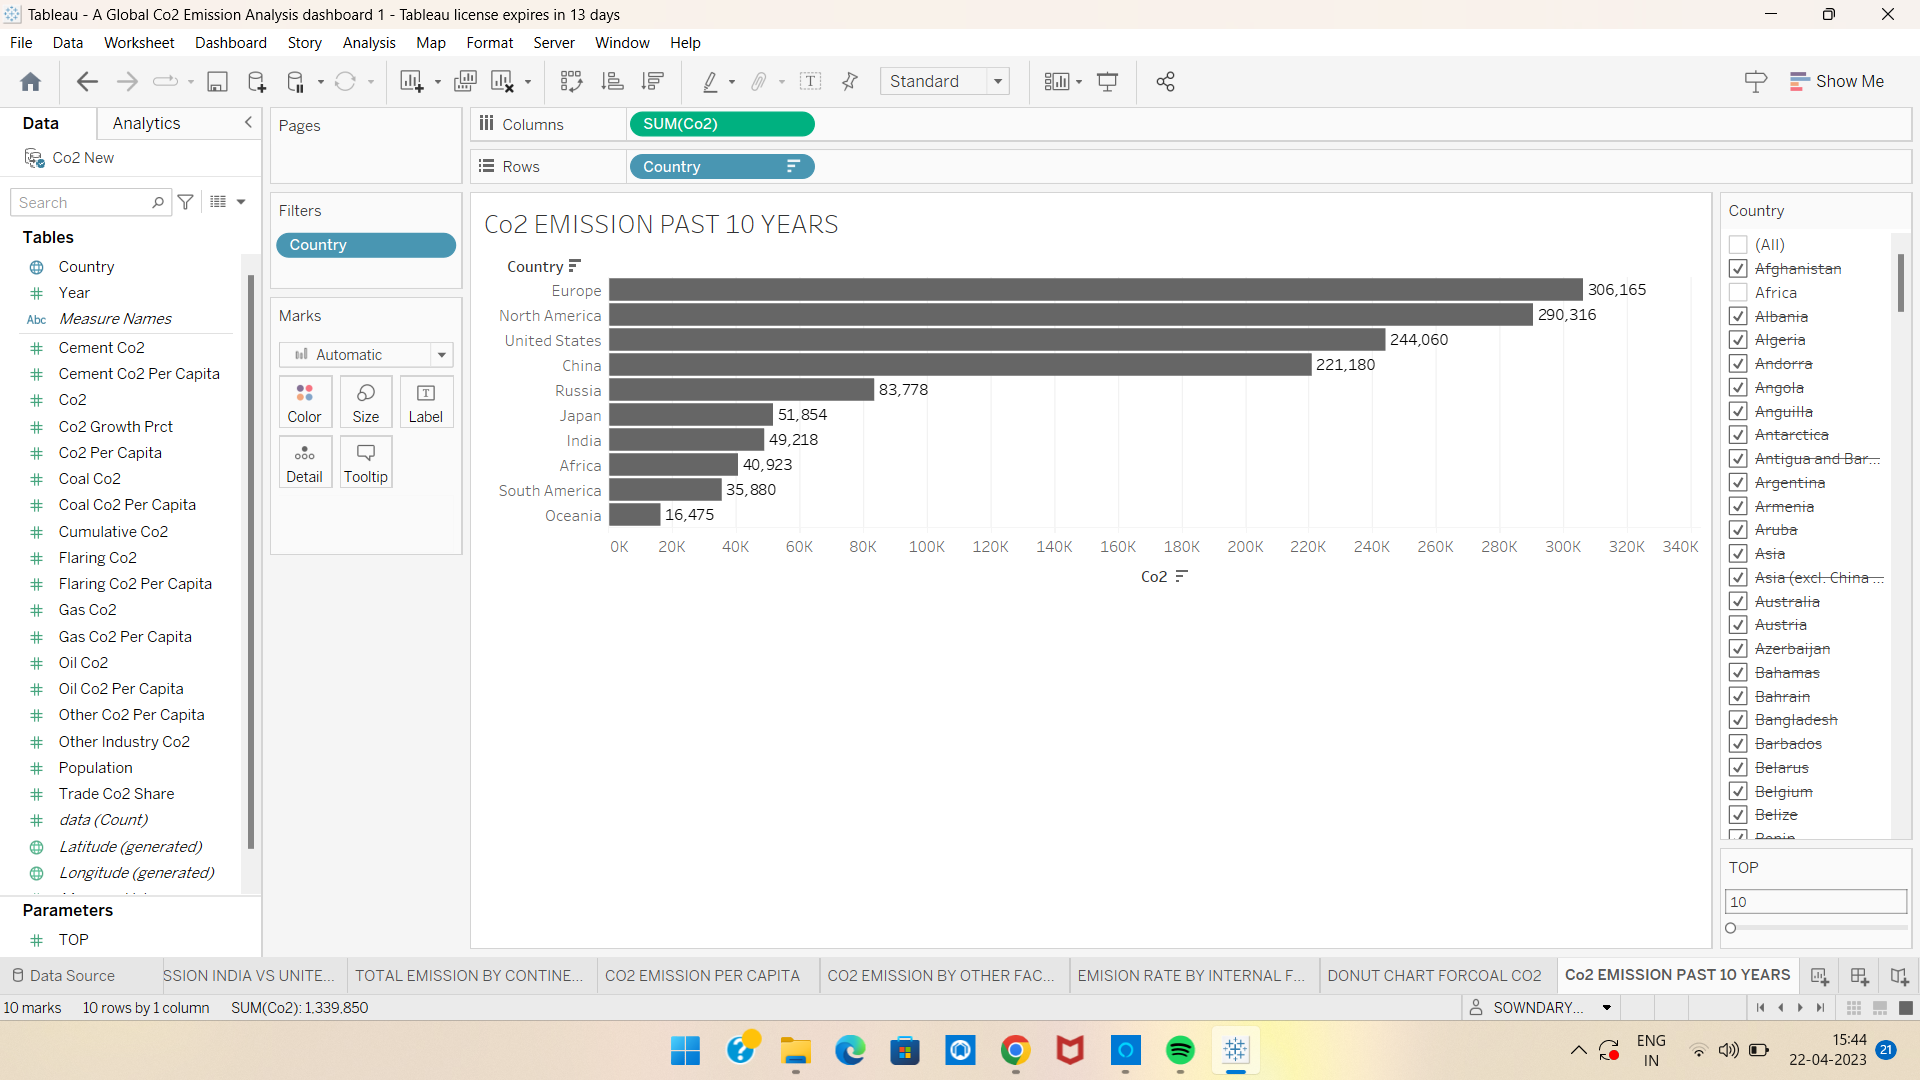 Tableau - A Global Co2 Emission Analysis dashboard 1 - Tableau license expires in 13 days
File Data Worksheet Dashboard Story Analysis Map Format Server Window Help
Standard
Show Me
Data Analytics
Co2 New
Search
Tables
Country
Year
Abc Measure Names
Cement Co2
Cement Co2 Per Capita
Co2
Co2 Growth Prct
Co2 Per Capita
Coal Co2
Coal Co2 Per Capita
Cumulative Co2
Flaring Co2
Flaring Co2 Per Capita
Gas Co2
Gas Co2 Per Capita
Oil Co2
Oil Co2 Per Capita
Other Co2 Per Capita
Other Industry Co2
Population
Trade Co2 Share
data (Count)
Latitude (generated)
Longitude (generated)
Parameters
TOP
Pages
Filters
Country
Marks
Automatic
Color Size Label
Detail Tooltip
Columns SUM(Co2)
Rows Country
Co2 EMISSION PAST 10 YEARS
Country
Europe 306,165
North America 290,316
United States 244,060
China 221,180
Russia 83,778
Japan 51,854
India 49,218
Africa 40,923
South America 35,880
Oceania 16,475
0K 20K 40K 60K 80K 100K 120K 140K 160K 180K 200K 220K 240K 260K 280K 300K 320K 340K
Co2
Country
(All)
Afghanistan
Africa
Albania
Algeria
Andorra
Angola
Anguilla
Antarctica
Antigua and Bar...
Argentina
Armenia
Aruba
Asia
Asia (excl. China ...
Australia
Austria
Azerbaijan
Bahamas
Bahrain
Bangladesh
Barbados
Belarus
Belgium
Belize
TOP
10
Data Source SSION INDIA VS UNITE... TOTAL EMISSION BY CONTINE... CO2 EMISSION PER CAPITA CO2 EMISSION BY OTHER FAC... EMISION RATE BY INTERNAL F... DONUT CHART FORCOAL CO2 Co2 EMISSION PAST 10 YEARS
10 marks 10 rows by 1 column SUM(Co2): 1,339,850
SOWNDARY...
ENG
IN
15:44
22-04-2023
21